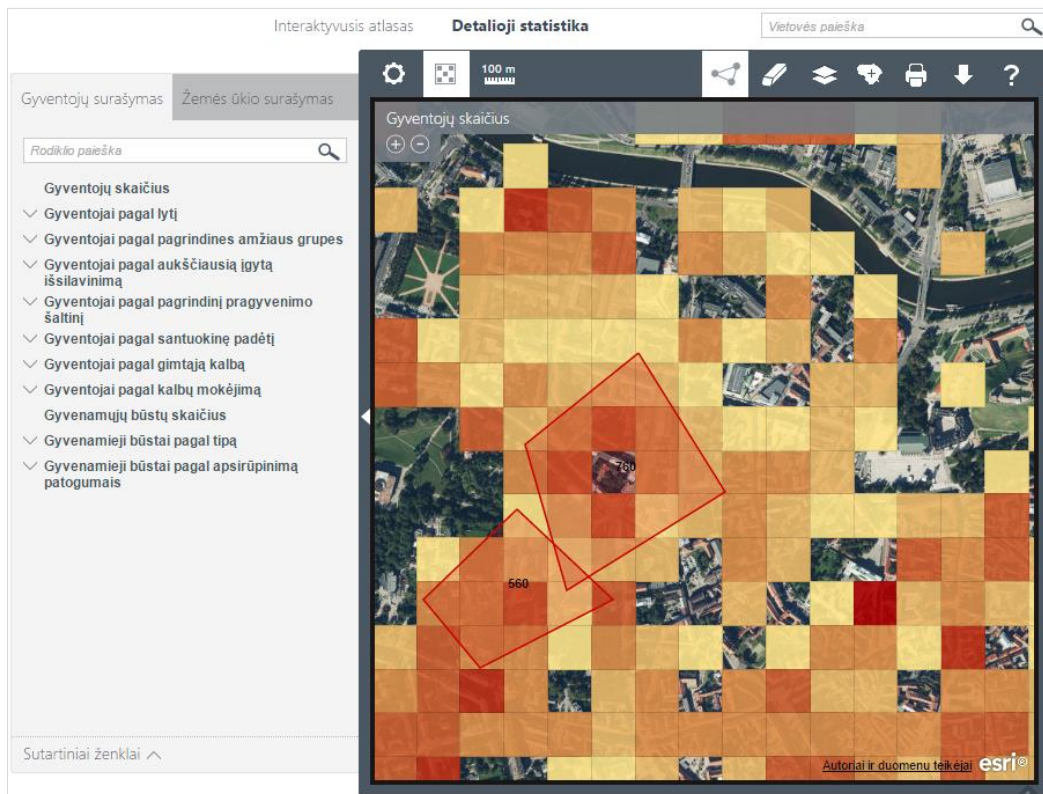 Interaktyvusis atlasas
Detalioji statistika
Vietovės paieška
100 m
?
Gyventojų surašymas
Žemės ūkio surašymas
Rodiklio paieška
Gyventojų skaičius
Gyventojai pagal lytį
Gyventojai pagal pagrindines amžiaus grupes
Gyventojai pagal aukščiausią įgytą
išsilavinimą
Gyventojai pagal pagrindinį pragyvenimo
šaltinį
Gyventojai pagal santuokinę padėtį
Gyventojai pagal gimtąją kalbą
Gyventojai pagal kalbų mokėjimą
Gyvenamųjų būstų skaičius
Gyvenamieji būstai pagal tipą
Gyvenamieji būstai pagal apsirūpinimą
patogumais
Sutartiniai ženklai
Gyventojų skaičius
760
560
Autoriai ir duomenu teikėjai
esri